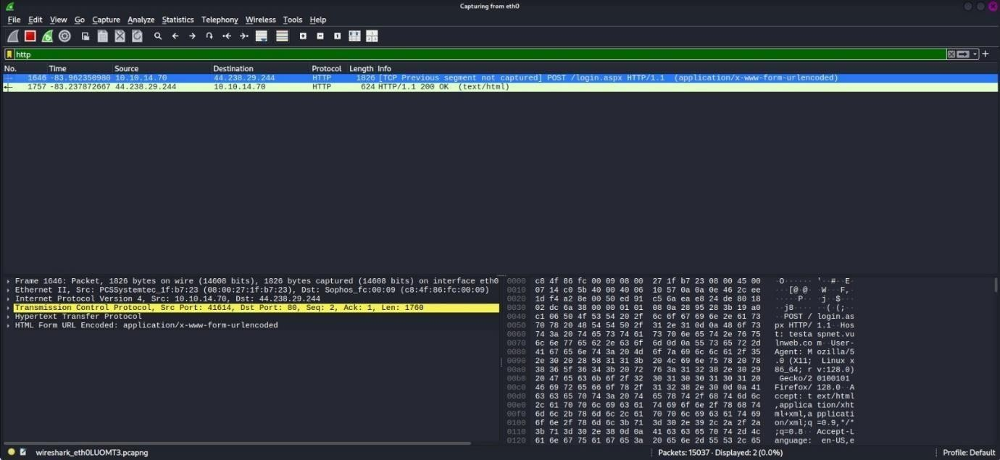 Capturing from eth0
File Edit View Go Capture Analyze Statistics Telephony Wireless Tools Help
http
No. Time Source Destination Protocol Length Info
1646 -83.962350980 10.10.14.70 44.238.29.244 HTTP 1826 [TCP Previous segment not captured] POST /login.aspx HTTP/1.1 (application/x-www-form-urlencoded)
1757 -83.237872667 44.238.29.244 10.10.14.70 HTTP 624 HTTP/1.1 200 OK (text/html)
Frame 1646: Packet, 1826 bytes on wire (14608 bits), 1826 bytes captured (14608 bits) on interface eth0
Ethernet II, Src: PCSSystemtec_1f:b7:23 (08:00:27:1f:b7:23), Dst: Sophos_fc:00:09 (c8:4f:86:fc:00:09)
Internet Protocol Version 4, Src: 10.10.14.70, Dst: 44.238.29.244
Transmission Control Protocol, Src Port: 41614, Dst Port: 80, Seq: 2, Ack: 1, Len: 1760
Hypertext Transfer Protocol
HTML Form URL Encoded: application/x-www-form-urlencoded
0000 c8 4f 86 fc 00 09 08 00 27 1f b7 23 08 00 45 00 ·O······ '··#··E·
0010 07 14 c0 5b 40 00 40 06 10 57 0a 0a 0e 46 2c ee ···[@·@· ·W···F,·
0020 1d f4 a2 8e 00 50 ed 91 c5 6a ea e8 24 de 80 18 ·····P·· ·j··$···
0030 02 dc 6a 38 00 00 01 01 08 0a 28 95 28 3b 19 a0 ··j8···· ··(·(;··
0040 c1 06 50 4f 53 54 20 2f 6c 6f 67 69 6e 2e 61 73 ··POST / login.as
0050 70 78 20 48 54 54 50 2f 31 2e 31 0d 0a 48 6f 73 px HTTP/ 1.1··Hos
0060 74 3a 20 74 65 73 74 61 73 70 6e 65 74 2e 76 75 t: testa spnet.vu
0070 6c 6e 77 65 62 2e 63 6f 6d 0d 0a 55 73 65 72 2d lnweb.co m··User-
0080 41 67 65 6e 74 3a 20 4d 6f 7a 69 6c 6c 61 2f 35 Agent: M ozilla/5
0090 2e 30 20 28 58 31 31 3b 20 4c 69 6e 75 78 20 78 .0 (X11; Linux x
00a0 38 36 5f 36 34 3b 20 72 76 3a 31 32 38 2e 30 29 86_64; r v:128.0)
00b0 20 47 65 63 6b 6f 2f 32 30 31 30 30 31 30 31 20 Gecko/2 0100101
00c0 46 69 72 65 66 6f 78 2f 31 32 38 2e 30 0d 0a 41 Firefox/ 128.0··A
00d0 63 63 65 70 74 3a 20 74 65 78 74 2f 68 74 6d 6c ccept: t ext/html
00e0 2c 61 70 70 6c 69 63 61 74 69 6f 6e 2f 78 68 74 ,applica tion/xht
00f0 6d 6c 2b 78 6d 6c 2c 61 70 70 6c 69 63 61 74 69 ml+xml,a pplicati
0100 6f 6e 2f 78 6d 6c 3b 71 3d 30 2e 39 2c 2a 2f 2a on/xml;q =0.9,*/*
0110 3b 71 3d 30 2e 38 0d 0a 41 63 63 65 70 74 2d 4c ;q=0.8·· Accept-L
0120 61 6e 67 75 61 67 65 3a 20 65 6e 2d 55 53 2c 65 anguage: en-US,e
wireshark_eth0LUOMT3.pcapng Packets: 15037 · Displayed: 2 (0.0%) Profile: Default